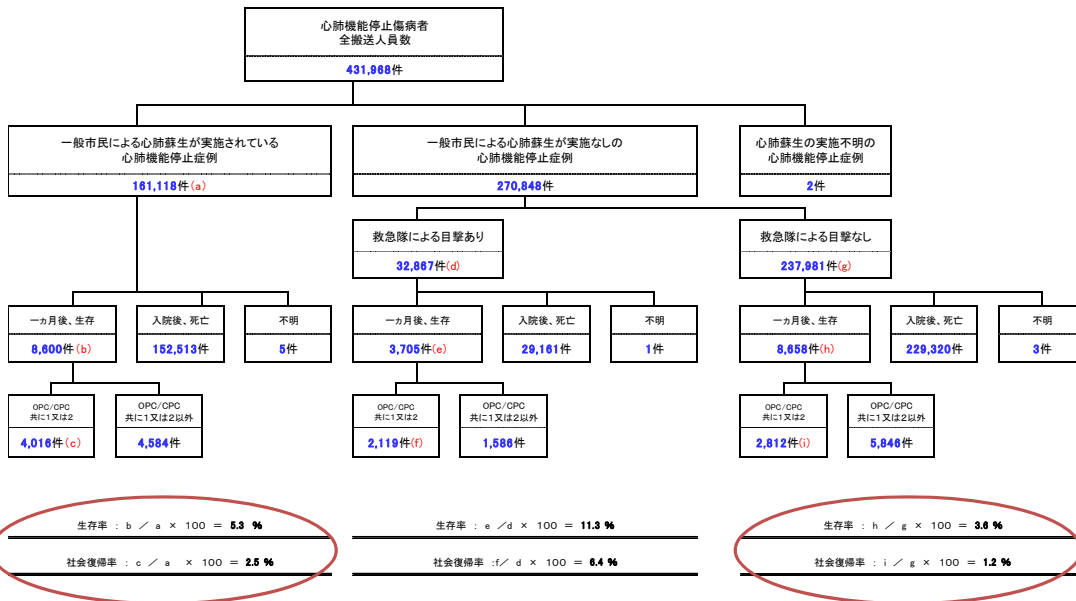 心肺機能停止傷病者
全搬送人員数
431,968件
一般市民による心肺蘇生が実施されている
心肺機能停止症例
161,118件(a)
一般市民による心肺蘇生が実施なしの
心肺機能停止症例
270,848件
心肺蘇生の実施不明の
心肺機能停止症例
2件
救急隊による目撃あり
32,867件(d)
救急隊による目撃なし
237,981件(g)
一ヵ月後、生存
8,600件(b)
入院後、死亡
152,513件
不明
5件
一ヵ月後、生存
3,705件(e)
入院後、死亡
29,161件
不明
1件
一ヵ月後、生存
8,658件(h)
入院後、死亡
229,320件
不明
3件
OPC/CPC
共に1又は2
4,016件(c)
OPC/CPC
共に1又は2以外
4,584件
OPC/CPC
共に1又は2
2,119件(f)
OPC/CPC
共に1又は2以外
1,586件
OPC/CPC
共に1又は2
2,812件(i)
OPC/CPC
共に1又は2以外
5,846件
生存率 : b / a × 100 = 5.3 %
社会復帰率 : c / a × 100 = 2.5 %
生存率 : e /d × 100 = 11.3 %
社会復帰率 :f/ d × 100 = 6.4 %
生存率 : h / g × 100 = 3.6 %
社会復帰率 : i / g × 100 = 1.2 %